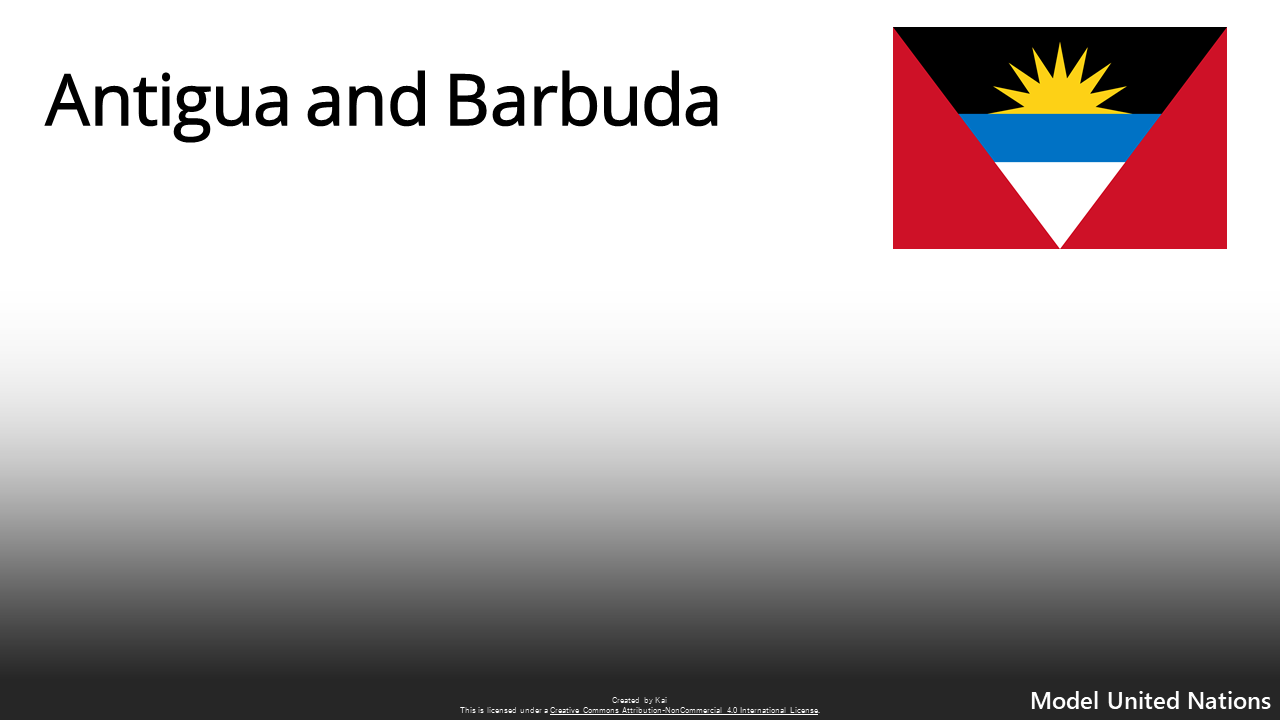 Antigua and Barbuda
Created by Kai
This is licensed under a Creative Commons Attribution-NonCommercial 4.0 International License.
Model United Nations